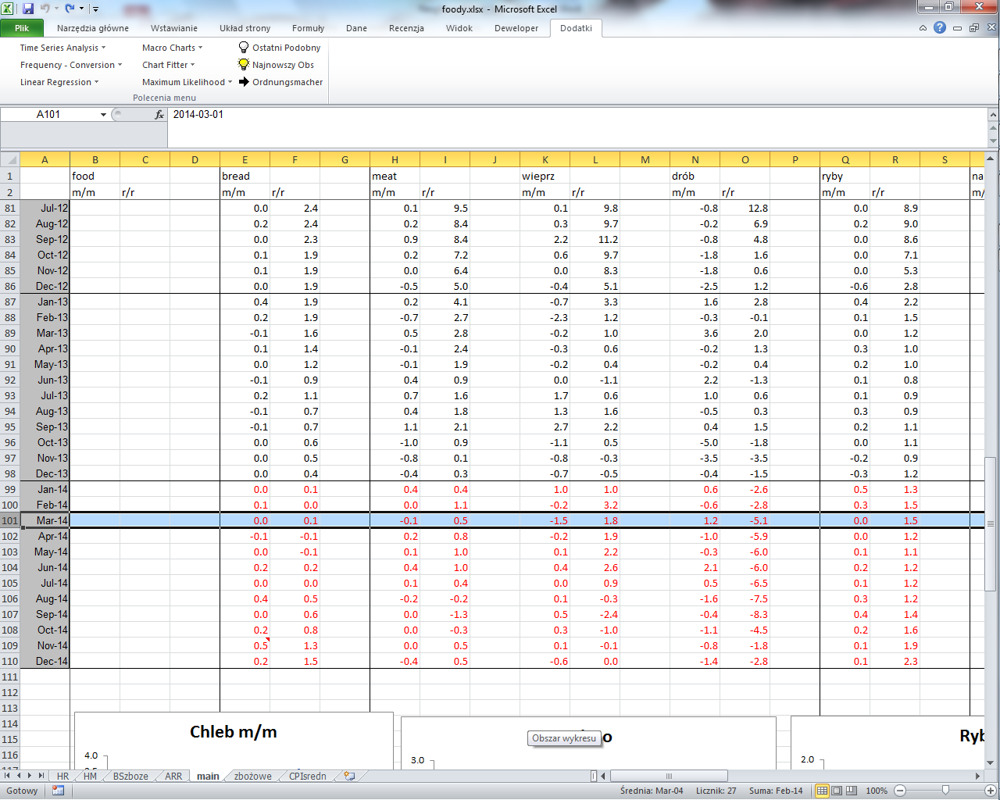 foody.xlsx - Microsoft Excel
Plik Narzędzia główne Wstawianie Układ strony Formuły Dane Recenzja Widok Deweloper Dodatki
Time Series Analysis Macro Charts Ostatni Podobny
Frequency - Conversion Chart Fitter Najnowszy Obs
Linear Regression Maximum Likelihood Ordnungsmacher
Polecenia menu
A101 fx 2014-03-01
A B C D E F G H I J K L M N O P Q R S
1 food bread meat wieprz drób ryby na
2 m/m r/r m/m r/r m/m r/r m/m r/r m/m r/r m/m r/r m/
81 Jul-12 0.0 2.4 0.1 9.5 0.1 9.8 -0.8 12.8 0.0 8.9
82 Aug-12 0.2 2.4 0.2 8.4 0.3 9.7 -0.2 6.9 0.2 9.0
83 Sep-12 0.0 2.3 0.9 8.4 2.2 11.2 -0.8 4.8 0.0 8.6
84 Oct-12 0.1 1.9 0.2 7.2 0.6 9.7 -1.8 1.6 0.0 7.1
85 Nov-12 0.1 1.9 0.0 6.4 0.0 8.3 -1.8 0.6 0.0 5.3
86 Dec-12 0.0 1.9 -0.5 5.0 -0.4 5.1 -2.5 1.2 -0.6 2.8
87 Jan-13 0.4 1.9 0.2 4.1 -0.7 3.3 1.6 2.8 0.4 2.2
88 Feb-13 0.2 1.9 -0.7 2.7 -2.3 1.2 -0.3 -0.1 0.1 1.5
89 Mar-13 -0.1 1.6 0.5 2.8 -0.2 1.0 3.6 2.0 0.0 1.2
90 Apr-13 0.1 1.4 -0.1 2.4 -0.3 0.6 -0.2 1.3 0.3 1.0
91 May-13 0.0 1.2 -0.1 1.9 -0.2 0.4 -0.2 0.4 0.2 1.0
92 Jun-13 -0.1 0.9 0.4 0.9 0.0 -1.1 2.2 -1.3 0.1 0.8
93 Jul-13 0.2 1.1 0.7 1.6 1.7 0.6 1.0 0.6 0.1 0.9
94 Aug-13 -0.1 0.7 0.4 1.8 1.3 1.6 -0.5 0.3 0.3 0.9
95 Sep-13 -0.1 0.7 1.1 2.1 2.7 2.2 0.4 1.5 0.2 1.1
96 Oct-13 0.0 0.6 -1.0 0.9 -1.1 0.5 -5.0 -1.8 0.0 1.1
97 Nov-13 0.0 0.5 -0.8 0.1 -0.8 -0.3 -3.5 -3.5 -0.2 0.9
98 Dec-13 0.0 0.4 -0.4 0.3 -0.7 -0.5 -0.4 -1.5 -0.3 1.2
99 Jan-14 0.0 0.1 0.4 0.4 1.0 1.0 0.6 -2.6 0.5 1.3
100 Feb-14 0.1 0.0 0.0 1.1 -0.2 3.2 -0.6 -2.8 0.3 1.5
101 Mar-14 0.0 0.1 -0.1 0.5 -1.5 1.8 1.2 -5.1 0.0 1.5
102 Apr-14 -0.1 -0.1 0.2 0.8 -0.2 1.9 -1.0 -5.9 0.0 1.2
103 May-14 0.0 -0.1 0.1 1.0 0.1 2.2 -0.3 -6.0 0.1 1.1
104 Jun-14 0.2 0.2 0.4 1.0 0.4 2.6 2.1 -6.0 0.2 1.2
105 Jul-14 0.0 0.0 0.1 0.4 0.0 0.9 0.5 -6.5 0.1 1.2
106 Aug-14 0.4 0.5 -0.2 -0.2 0.1 -0.3 -1.6 -7.5 0.3 1.2
107 Sep-14 0.0 0.6 0.0 -1.3 0.5 -2.4 -0.4 -8.3 0.4 1.4
108 Oct-14 0.2 0.8 0.0 -0.3 0.3 -1.0 -1.1 -4.5 0.2 1.6
109 Nov-14 0.5 1.3 0.0 0.5 0.1 -0.1 -0.8 -1.8 0.1 1.9
110 Dec-14 0.2 1.5 -0.4 0.5 -0.6 0.0 -1.4 -2.8 0.1 2.3
111
112
113
114
115 Chleb m/m Obszar wykresu o Ryb
116 4.0 3.0 2.0
HR HM BSzboze ARR main zbożowe CPIsredn
Gotowy Średnia: Mar-04 Licznik: 27 Suma: Feb-14 100%